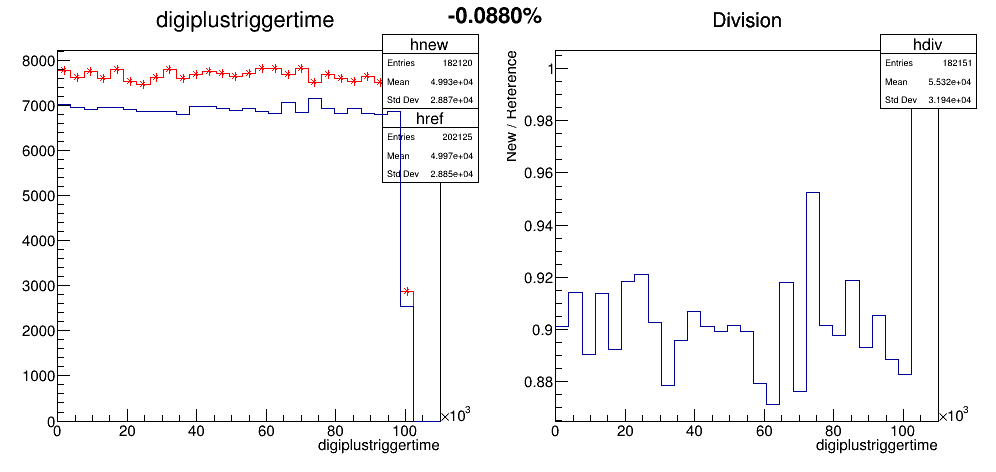 digiplustriggertime
-0.0880%
Division
hnew
Entries 182120
Mean 4.993e+04
Std Dev 2.887e+04
href
Entries 202125
Mean 4.997e+04
Std Dev 2.885e+04
8000
7000
6000
5000
4000
3000
2000
1000
0
0 20 40 60 80 100
×10³
digiplustriggertime
hdiv
Entries 182151
Mean 5.532e+04
Std Dev 3.194e+04
New / Reference
1
0.98
0.96
0.94
0.92
0.9
0.88
0 20 40 60 80 100
×10³
digiplustriggertime